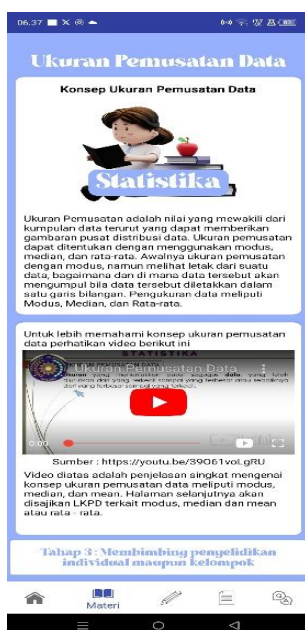 06.37
Ukuran Pemusatan Data
Konsep Ukuran Pemusatan Data
Statistika
Ukuran Pemusatan adalah nilai yang mewakili dari
kumpulan data terurut yang dapat memberikan
gambaran pusat distribusi data. Ukuran pemusatan
dapat ditentukan dengan menggunakan modus,
median, dan rata-rata. Awalnya ukuran pemusatan
dengan modus, namun melihat letak dari suatu
data, bagaimana dan di mana data tersebut akan
mengumpul bila data tersebut diletakkan dalam
satu garis bilangan. Pengukuran data meliputi
Modus, Median, dan Rata-rata.
Untuk lebih memahami konsep ukuran pemusatan
data perhatikan video berikut ini
STATISTIKA
Ukuran Pemusatan Data
0:00
Sumber : https://youtu.be/39O61voLgRU
Video diatas adalah penjelasan singkat mengenai
konsep ukuran pemusatan data meliputi modus,
median, dan mean. Halaman selanjutnya akan
disajikan LKPD terkait modus, median dan mean
atau rata - rata.
Tahap 3 : Membimbing penyelidikan
individual maupun kelompok
Materi